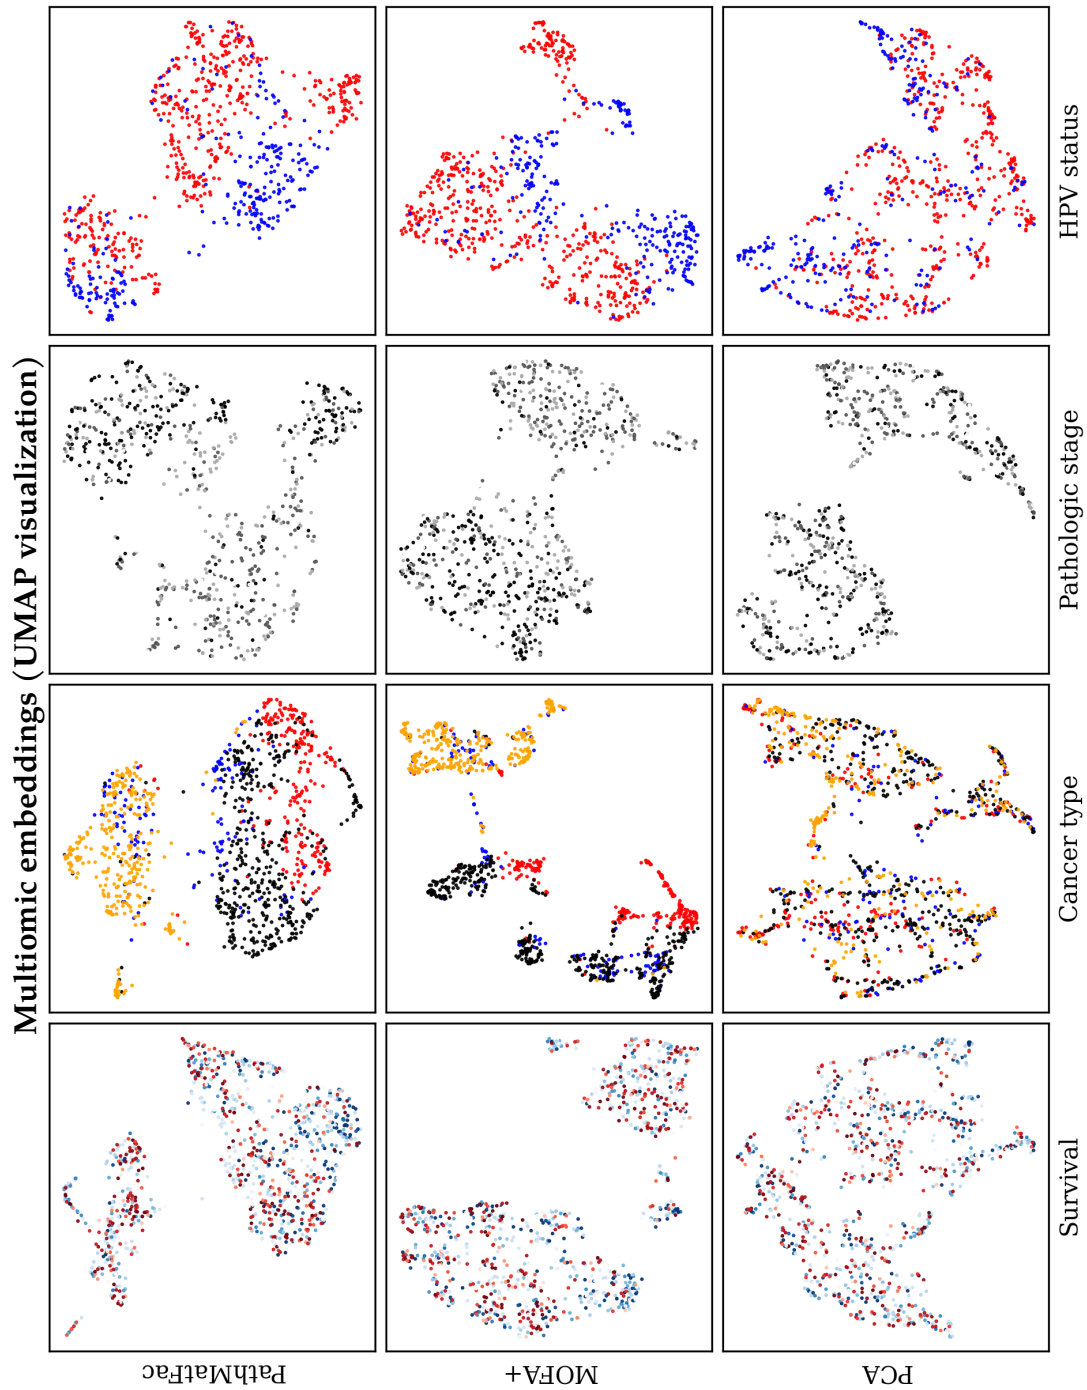 Multiomic embeddings (UMAP visualization)
PathMatFac
MOFA+
PCA
Survival
Cancer type
Pathologic stage
HPV status